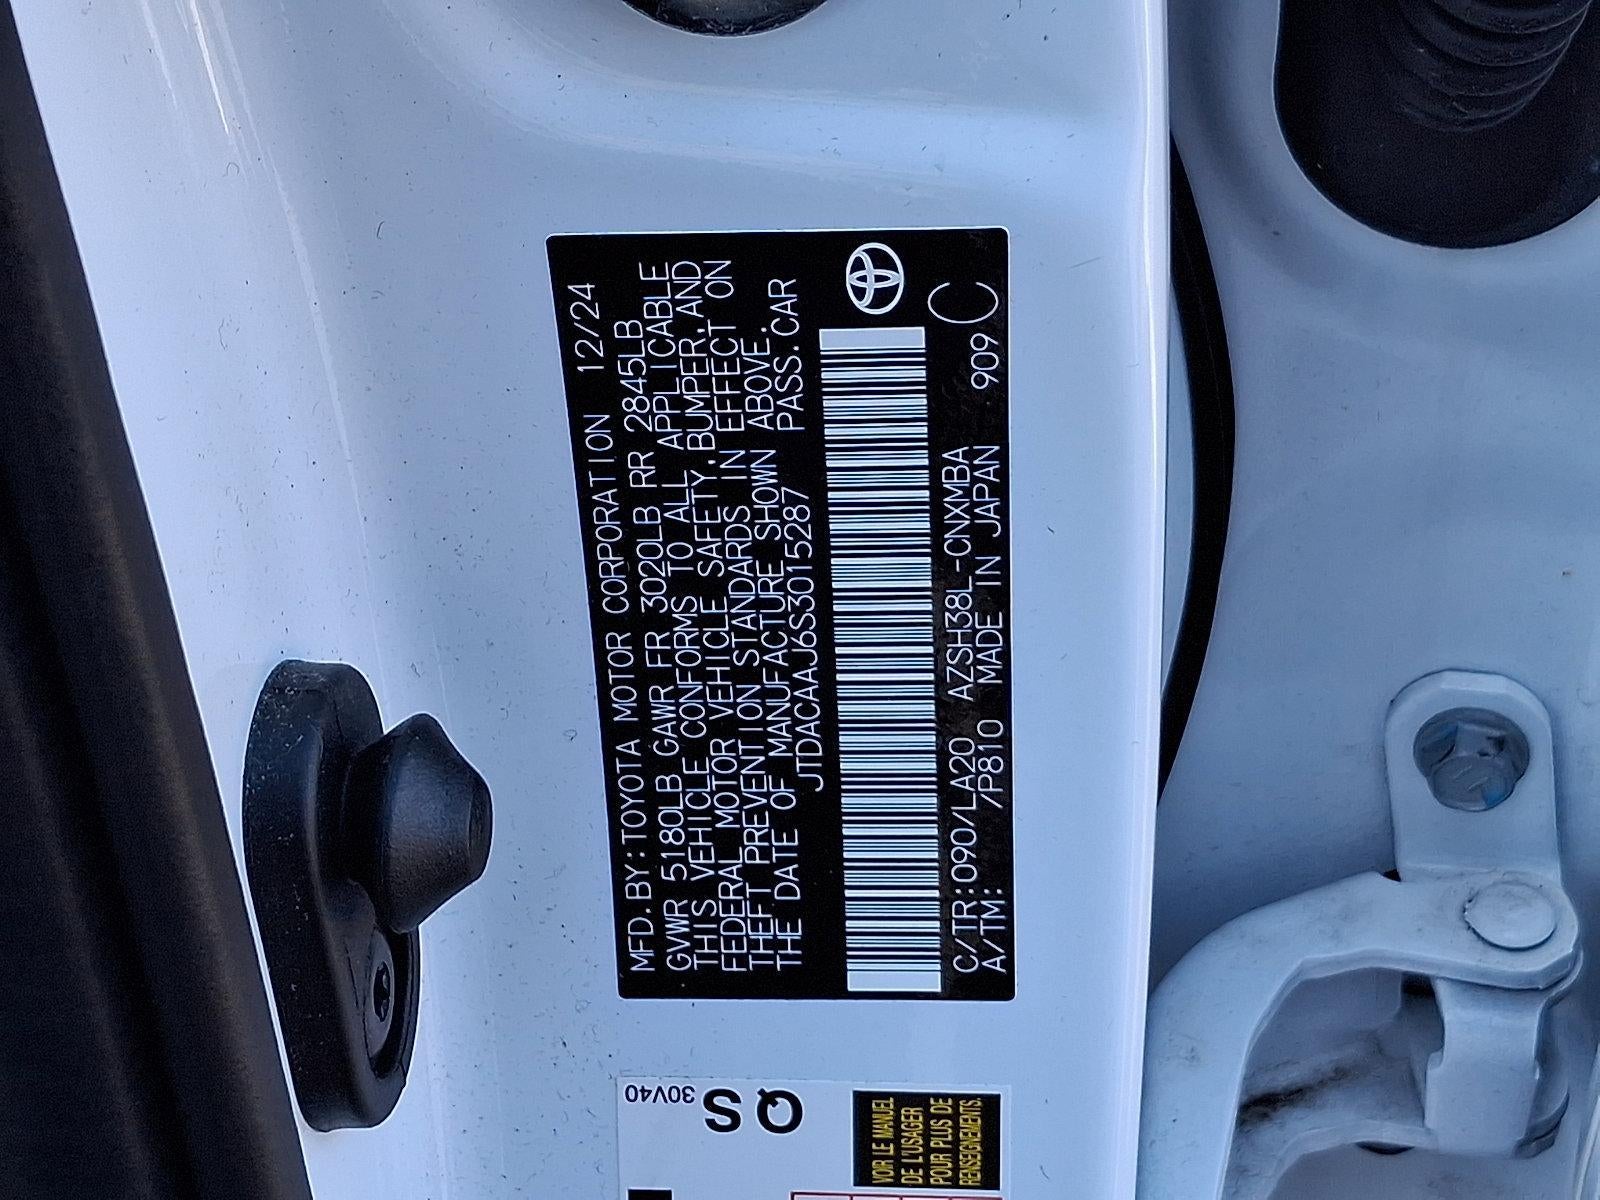 MFD.BY:TOYOTA MOTOR CORPORATION 12/24
GVWR 5180LB GAWR FR 3020LB RR 2845LB
THIS VEHICLE CONFORMS TO ALL APPLICABLE
FEDERAL MOTOR VEHICLE SAFETY, BUMPER, AND
THEFT PREVENTION STANDARDS IN EFFECT ON
THE DATE OF MANUFACTURE SHOWN ABOVE.
JTDACAAJ6S3015287 PASS.CAR
C/TR:090/LA20 AZSH38L-CNXMBA
A/TM: /P810 MADE IN JAPAN 909 C
30V40
QS
VOIR LE MANUEL
DE L'USAGER
POUR PLUS DE
RENSEIGNEMENTS.